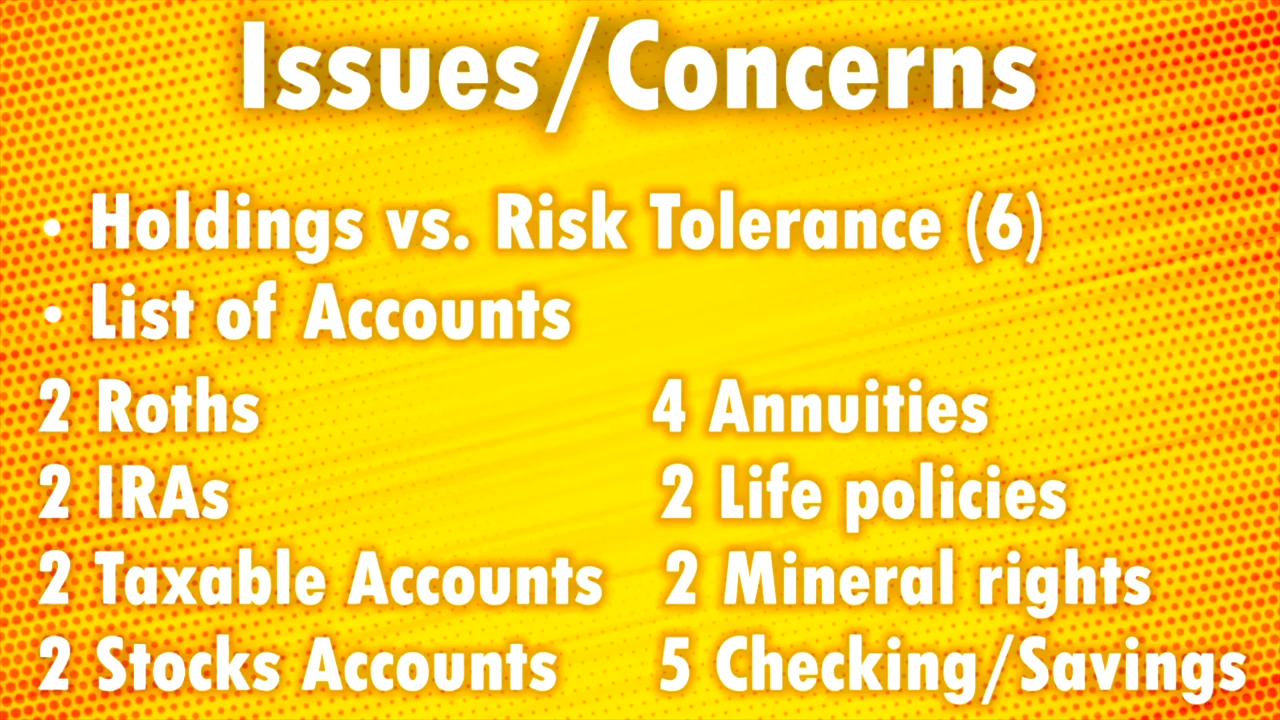 Issues/Concerns
• Holdings vs. Risk Tolerance (6)
• List of Accounts
2 Roths
2 IRAs
2 Taxable Accounts
2 Stocks Accounts
4 Annuities
2 Life policies
2 Mineral rights
5 Checking/Savings